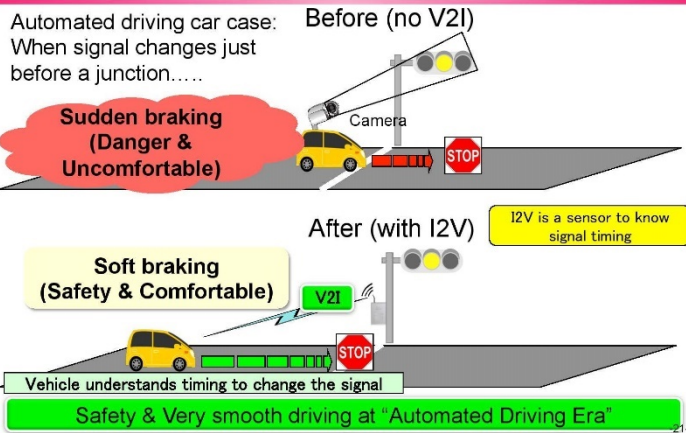 Automated driving car case:
When signal changes just
before a junction.....
Before (no V2I)
Sudden braking
(Danger &
Uncomfortable)
Camera
STOP
After (with I2V)
I2V is a sensor to know
signal timing
Soft braking
(Safety & Comfortable)
V2I
STOP
Vehicle understands timing to change the signal
Safety & Very smooth driving at “Automated Driving Era”
-21-